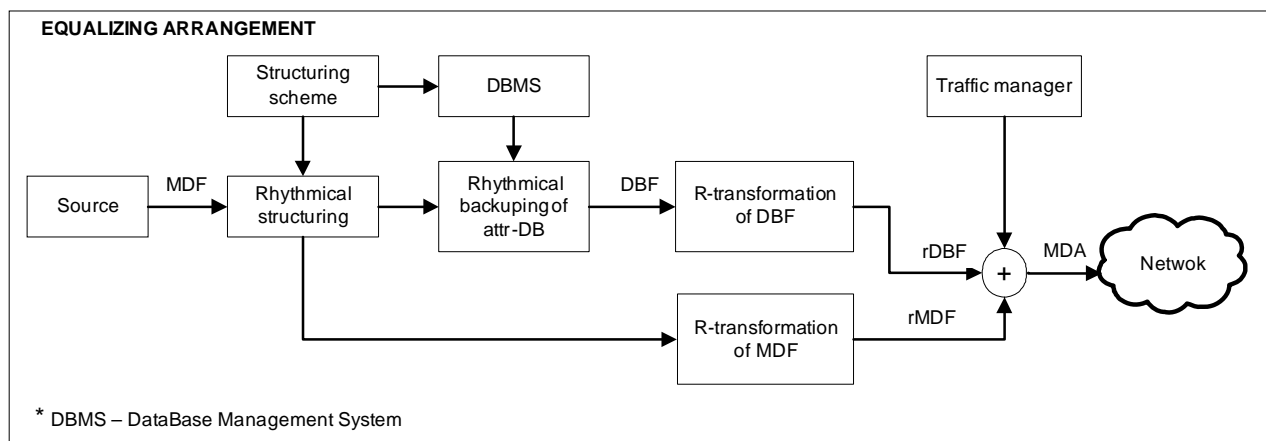 EQUALIZING ARRANGEMENT
Structuring
scheme
DBMS
Traffic manager
Source
MDF
Rhythmical
structuring
Rhythmical
backuping of
attr-DB
DBF
R-transformation
of DBF
rDBF
+
MDA
Netwok
R-transformation
of MDF
rMDF
* DBMS – DataBase Management System